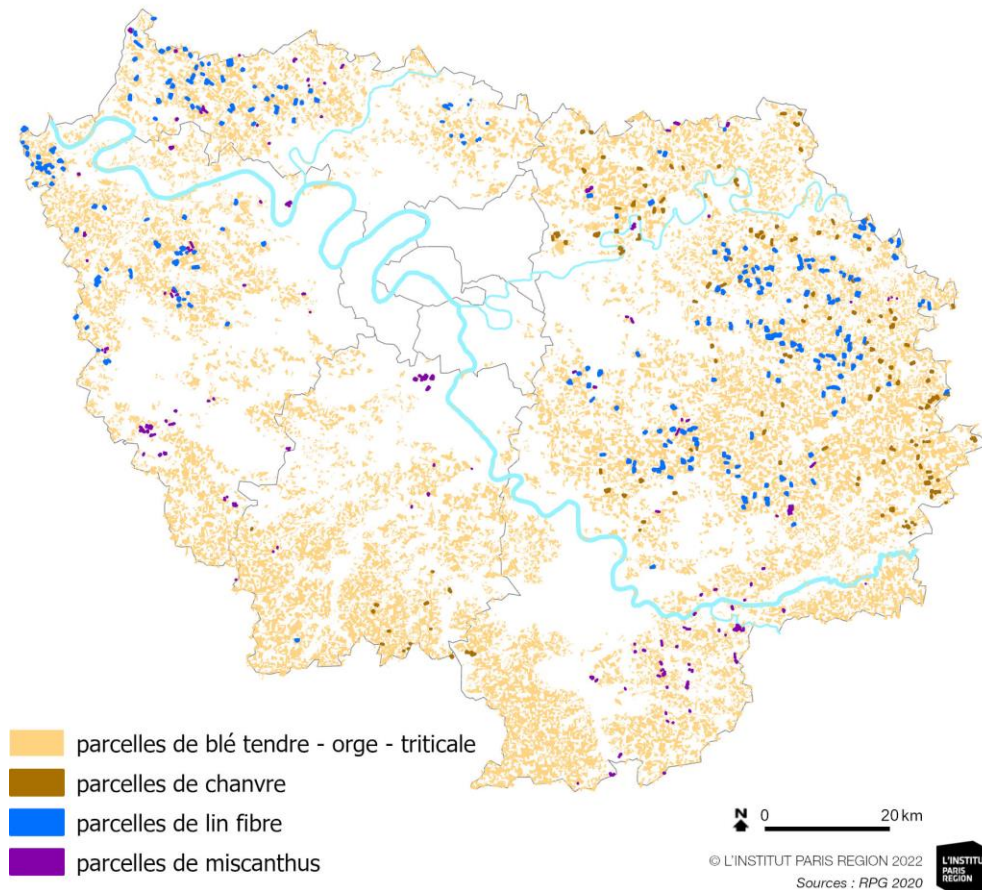 parcelles de blé tendre - orge - triticale
parcelles de chanvre
parcelles de lin fibre
parcelles de miscanthus
N 0 20 km
© L'INSTITUT PARIS REGION 2022
Sources : RPG 2020
L'INSTITUT
PARIS
REGION